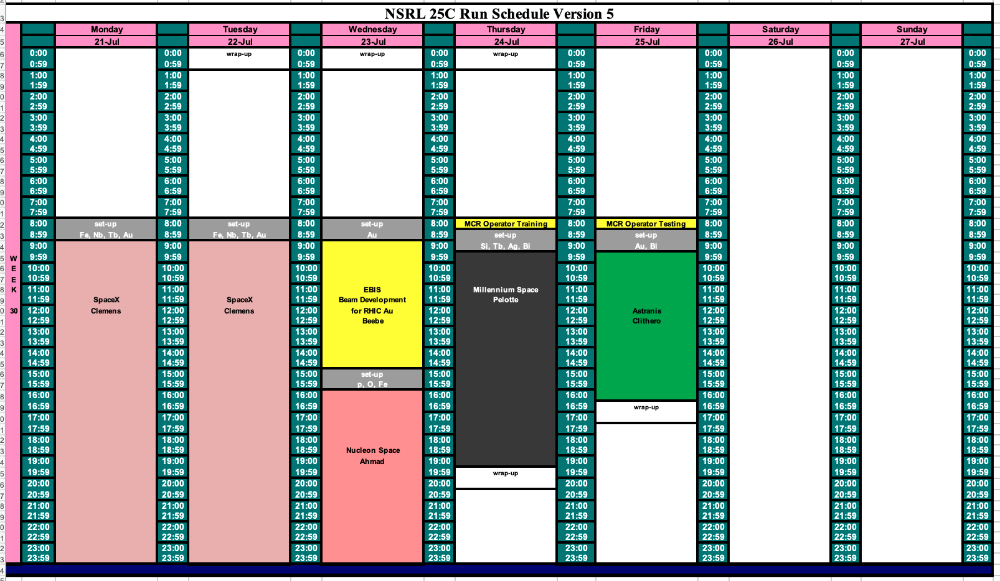 NSRL 25C Run Schedule Version 5
Monday Tuesday Wednesday Thursday Friday Saturday Sunday
21-Jul 22-Jul 23-Jul 24-Jul 25-Jul 26-Jul 27-Jul
0:00 0:00 wrap-up 0:00 wrap-up 0:00 wrap-up 0:00 0:00 0:00 0:00
0:59 0:59 0:59 0:59 0:59 0:59 0:59 0:59
1:00 1:00 1:00 1:00 1:00 1:00 1:00 1:00
1:59 1:59 1:59 1:59 1:59 1:59 1:59 1:59
2:00 2:00 2:00 2:00 2:00 2:00 2:00 2:00
2:59 2:59 2:59 2:59 2:59 2:59 2:59 2:59
3:00 3:00 3:00 3:00 3:00 3:00 3:00 3:00
3:59 3:59 3:59 3:59 3:59 3:59 3:59 3:59
4:00 4:00 4:00 4:00 4:00 4:00 4:00 4:00
4:59 4:59 4:59 4:59 4:59 4:59 4:59 4:59
5:00 5:00 5:00 5:00 5:00 5:00 5:00 5:00
5:59 5:59 5:59 5:59 5:59 5:59 5:59 5:59
6:00 6:00 6:00 6:00 6:00 6:00 6:00 6:00
6:59 6:59 6:59 6:59 6:59 6:59 6:59 6:59
7:00 7:00 7:00 7:00 7:00 7:00 7:00 7:00
7:59 7:59 7:59 7:59 7:59 7:59 7:59 7:59
8:00 set-up 8:00 set-up 8:00 set-up 8:00 MCR Operator Training 8:00 MCR Operator Testing 8:00 8:00 8:00
8:59 Fe, Nb, Tb, Au 8:59 Fe, Nb, Tb, Au 8:59 Au 8:59 set-up 8:59 set-up 8:59 8:59 8:59
9:00 9:00 9:00 9:00 Si, Tb, Ag, Bi 9:00 Au, Bi 9:00 9:00 9:00
W 9:59 9:59 9:59 9:59 9:59 9:59 9:59 9:59
E 10:00 10:00 10:00 10:00 10:00 10:00 10:00 10:00
E 10:59 10:59 10:59 10:59 10:59 10:59 10:59 10:59
K 11:00 11:00 11:00 EBIS 11:00 Millennium Space 11:00 11:00 11:00 11:00
11:59 SpaceX 11:59 SpaceX 11:59 Beam Development 11:59 Pelotte 11:59 11:59 11:59 11:59
30 12:00 Clemens 12:00 Clemens 12:00 for RHIC Au 12:00 12:00 Astranis 12:00 12:00 12:00
12:59 12:59 12:59 Beebe 12:59 12:59 Clithero 12:59 12:59 12:59
13:00 13:00 13:00 13:00 13:00 13:00 13:00 13:00
13:59 13:59 13:59 13:59 13:59 13:59 13:59 13:59
14:00 14:00 14:00 14:00 14:00 14:00 14:00 14:00
14:59 14:59 14:59 14:59 14:59 14:59 14:59 14:59
15:00 15:00 15:00 set-up 15:00 15:00 15:00 15:00 15:00
15:59 15:59 15:59 p, O, Fe 15:59 15:59 15:59 15:59 15:59
16:00 16:00 16:00 16:00 16:00 16:00 16:00 16:00
16:59 16:59 16:59 16:59 16:59 wrap-up 16:59 16:59 16:59
17:00 17:00 17:00 17:00 17:00 17:00 17:00 17:00
17:59 17:59 17:59 17:59 17:59 17:59 17:59 17:59
18:00 18:00 18:00 18:00 18:00 18:00 18:00 18:00
18:59 18:59 18:59 Nucleon Space 18:59 18:59 18:59 18:59 18:59
19:00 19:00 19:00 Ahmad 19:00 19:00 19:00 19:00 19:00
19:59 19:59 19:59 19:59 wrap-up 19:59 19:59 19:59 19:59
20:00 20:00 20:00 20:00 20:00 20:00 20:00 20:00
20:59 20:59 20:59 20:59 20:59 20:59 20:59 20:59
21:00 21:00 21:00 21:00 21:00 21:00 21:00 21:00
21:59 21:59 21:59 21:59 21:59 21:59 21:59 21:59
22:00 22:00 22:00 22:00 22:00 22:00 22:00 22:00
22:59 22:59 22:59 22:59 22:59 22:59 22:59 22:59
23:00 23:00 23:00 23:00 23:00 23:00 23:00 23:00
23:59 23:59 23:59 23:59 23:59 23:59 23:59 23:59